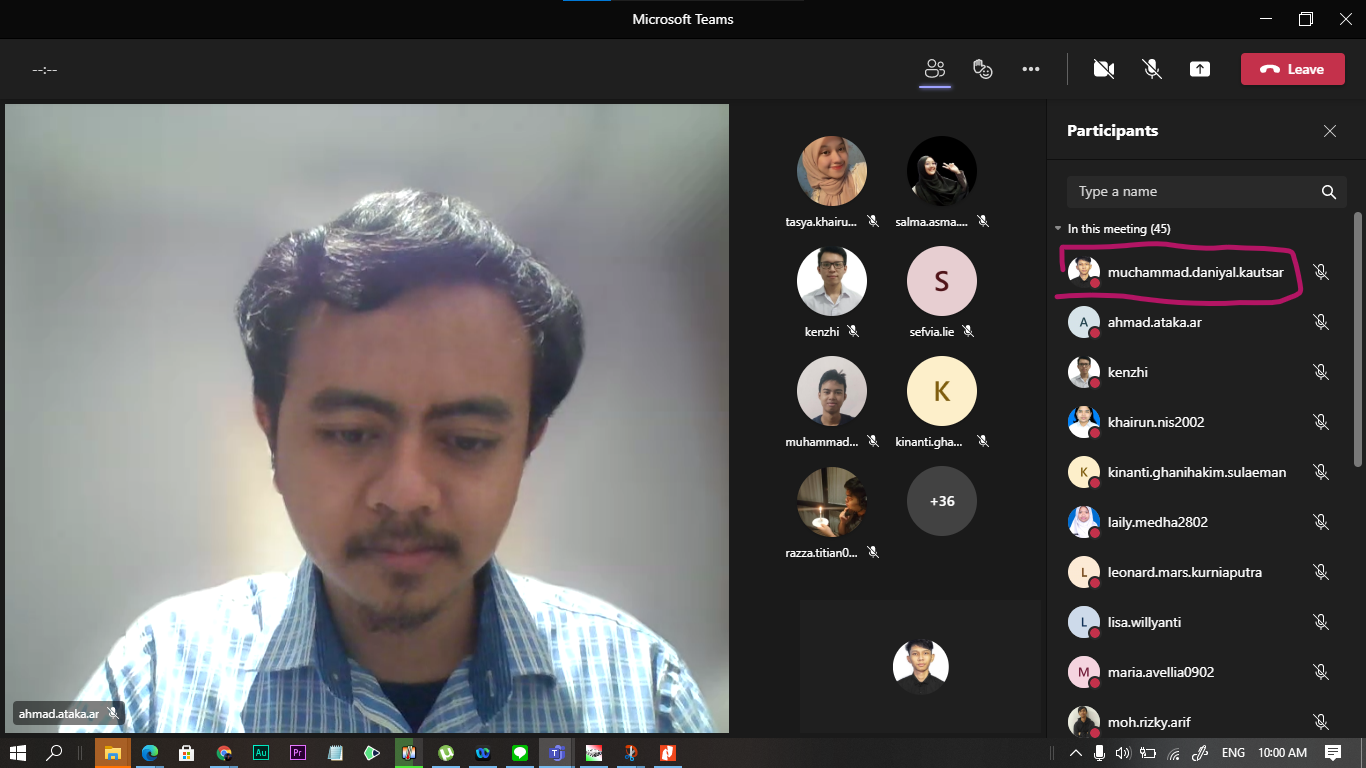 Microsoft Teams
--:--
Leave
Participants
Type a name
In this meeting (45)
muchammad.daniyal.kautsar
ahmad.ataka.ar
kenzhi
khairun.nis2002
K
kinanti.ghanihakim.sulaeman
laily.medha2802
L
leonard.mars.kurniaputra
L
lisa.willyanti
M
maria.avellia0902
moh.rizky.arif
A
tasya.khairu...
salma.asma....
kenzhi
S
sefvia.lie
muhammad...
K
kinanti.gha...
razza.titian0...
+36
ahmad.ataka.ar
Au
Pr
ENG
10:00 AM